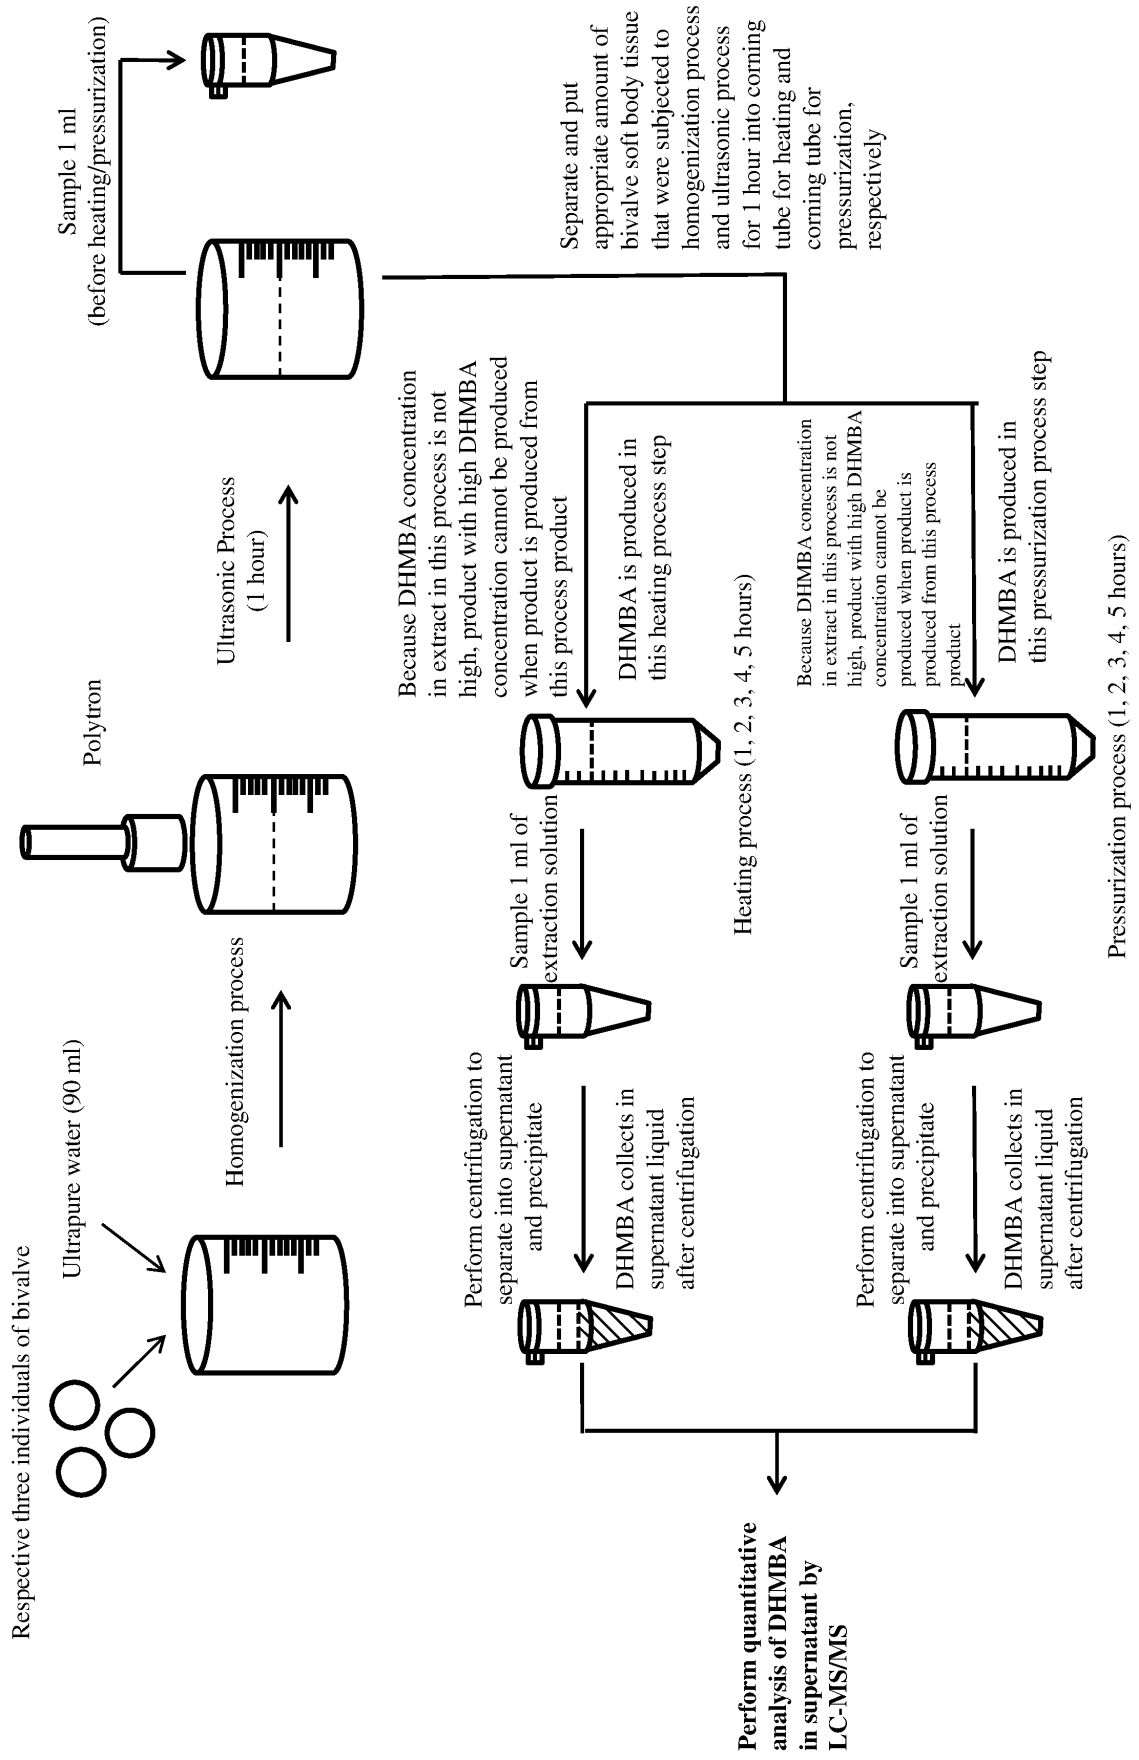 Respective three individuals of bivalve
Ultrapure water (90 ml)
Homogenization process
Polytron
Ultrasonic Process
(1 hour)
Sample 1 ml
(before heating/pressurization)
Separate and put
appropriate amount of
bivalve soft body tissue
that were subjected to
homogenization process
and ultrasonic process
for 1 hour into corning
tube for heating and
corning tube for
pressurization,
respectively
Because DHMBA concentration
in extract in this process is not
high, product with high DHMBA
concentration cannot be produced
when product is produced from
this process product
DHMBA is produced in
this heating process step
Heating process (1, 2, 3, 4, 5 hours)
Sample 1 ml of
extraction solution
Perform centrifugation to
separate into supernatant
and precipitate
DHMBA collects in
supernatant liquid
after centrifugation
Because DHMBA concentration
in extract in this process is not
high, product with high DHMBA
concentration cannot be
produced when product is
produced from this process
product
DHMBA is produced in
this pressurization process step
Pressurization process (1, 2, 3, 4, 5 hours)
Sample 1 ml of
extraction solution
Perform centrifugation to
separate into supernatant
and precipitate
DHMBA collects in
supernatant liquid
after centrifugation
Perform quantitative
analysis of DHMBA
in supernatant by
LC-MS/MS